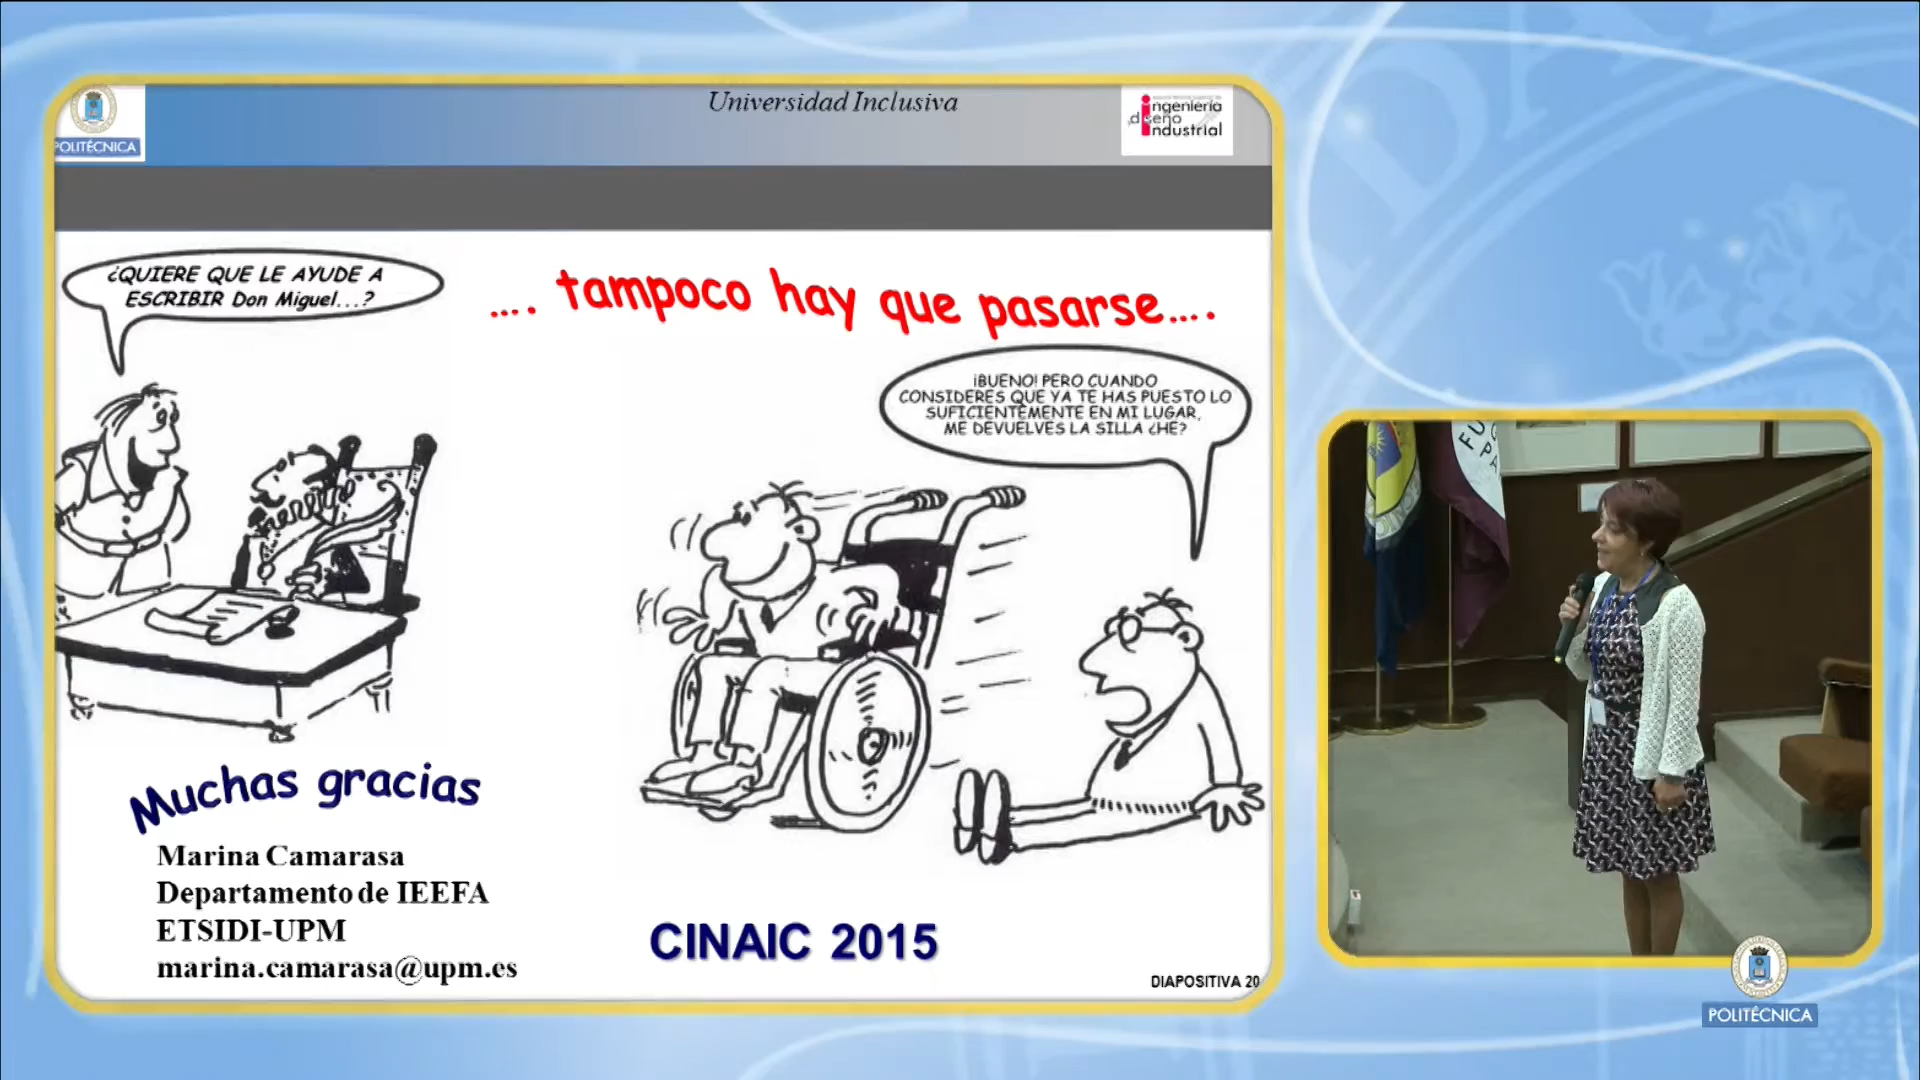 Universidad Inclusiva
POLITÉCNICA
ingeniería
diseño
industrial
¿QUIERE QUE LE AYUDE A
ESCRIBIR Don Miguel...?
.... tampoco hay que pasarse....
¡BUENO! PERO CUANDO
CONSIDERES QUE YA TE HAS PUESTO LO
SUFICIENTEMENTE EN MI LUGAR,
ME DEVUELVES LA SILLA ¿HE?
Muchas gracias
Marina Camarasa
Departamento de IEEFA
ETSIDI-UPM
marina.camarasa@upm.es
CINAIC 2015
DIAPOSITIVA 20
POLITÉCNICA